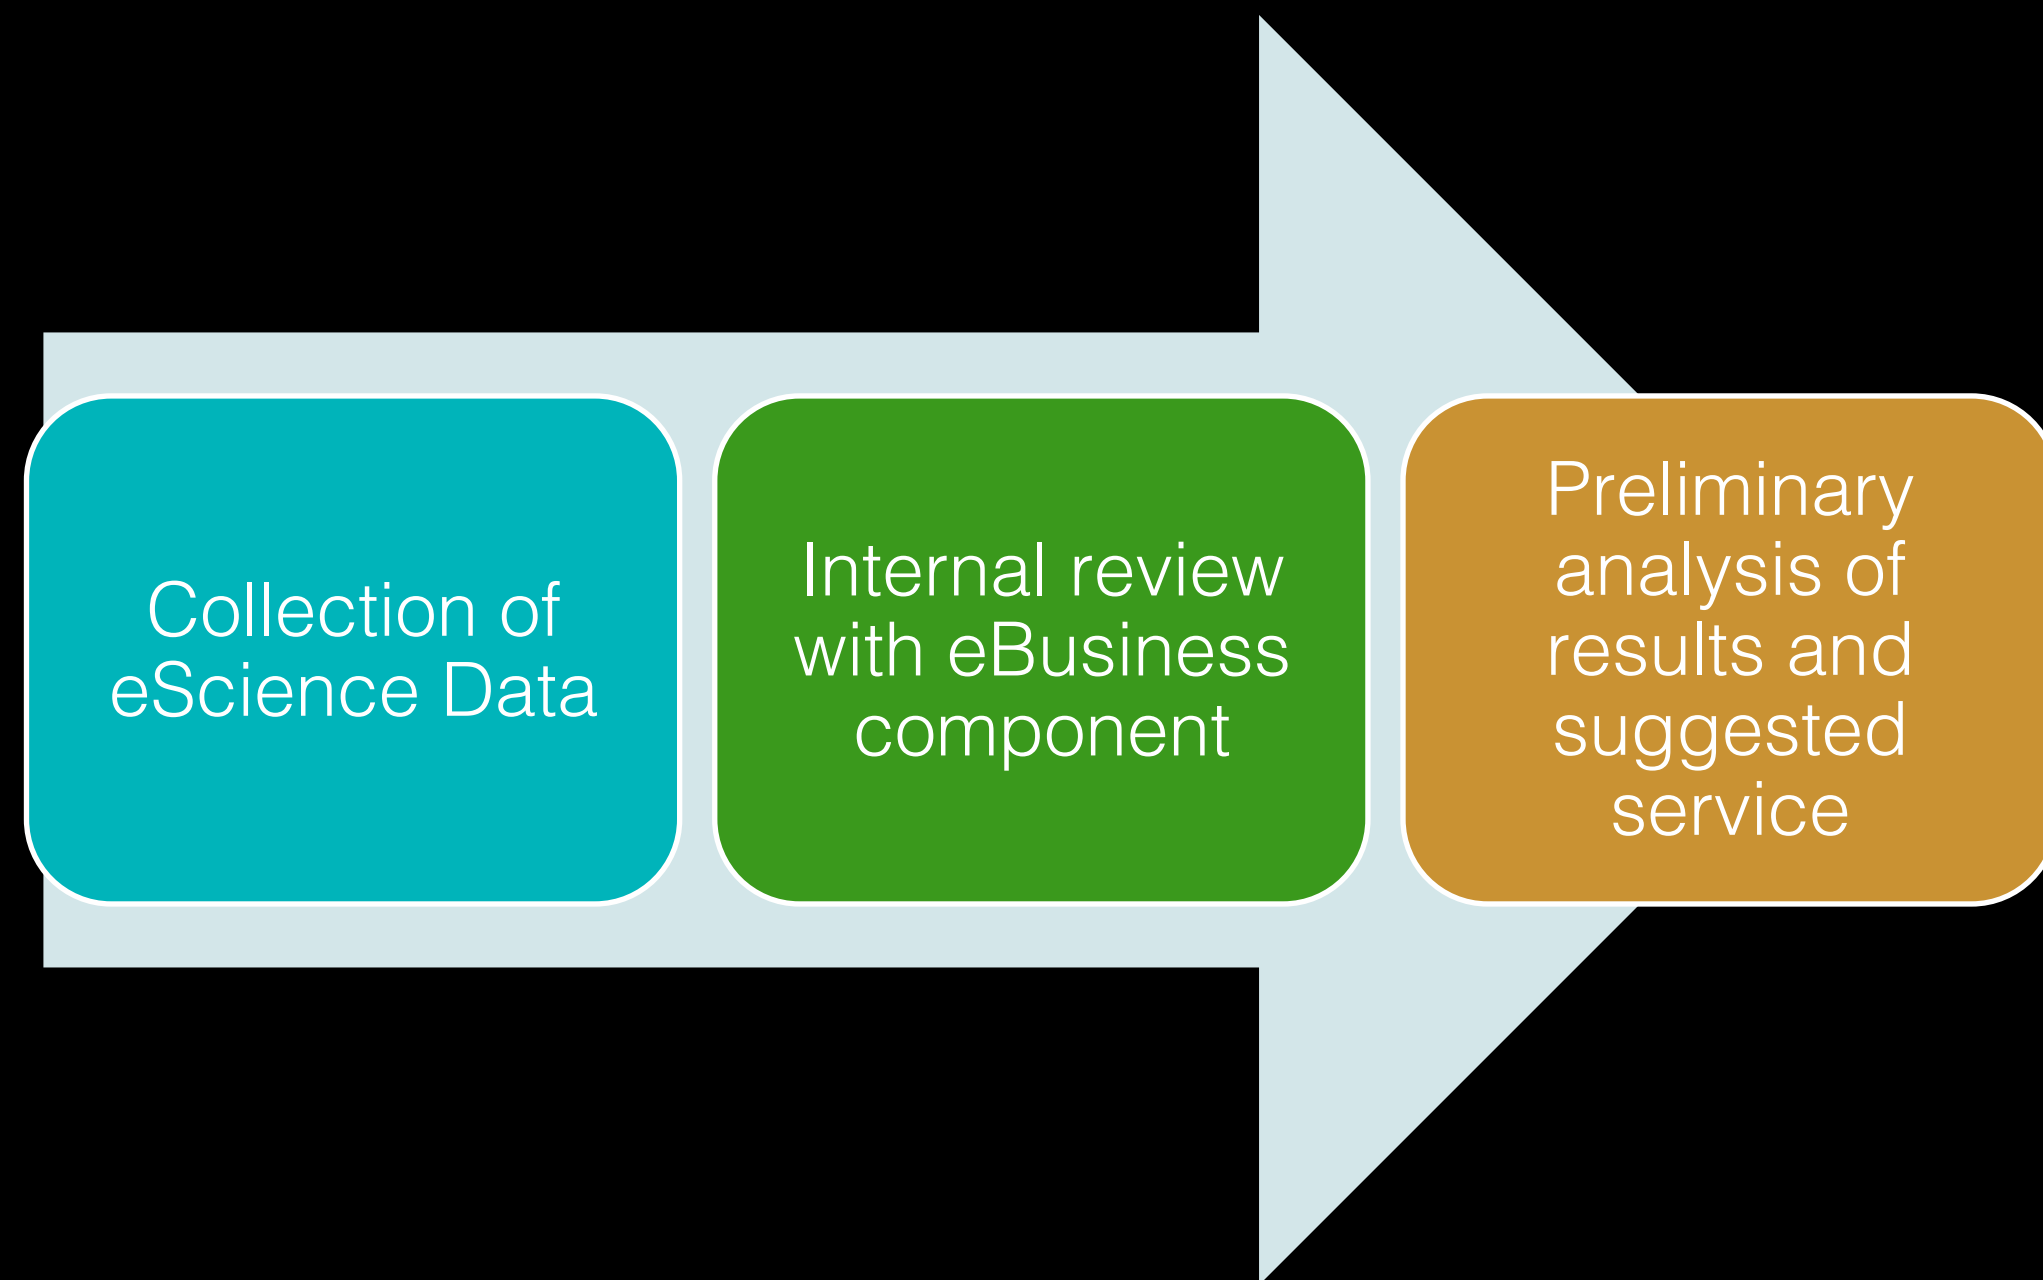 Collection of
eScience Data
Internal review
with eBusiness
component
Preliminary
analysis of
results and
suggested
service